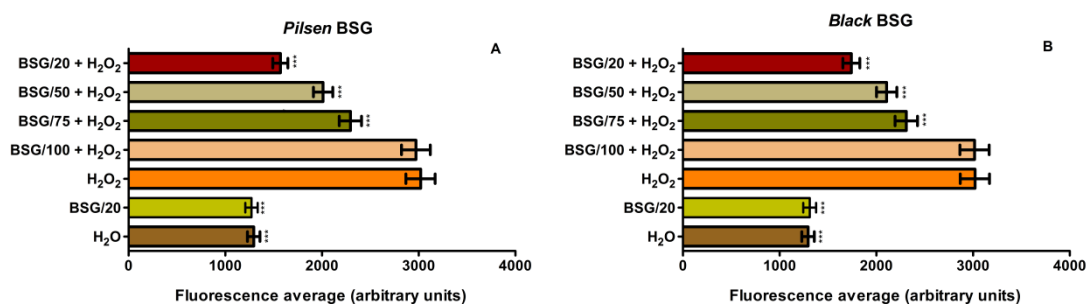 Pilsen BSG
A
BSG/20 + H₂O₂
***
BSG/50 + H₂O₂
***
BSG/75 + H₂O₂
***
BSG/100 + H₂O₂
H₂O₂
BSG/20
***
H₂O
***
0 1000 2000 3000 4000
Fluorescence average (arbitrary units)
Black BSG
B
BSG/20 + H₂O₂
***
BSG/50 + H₂O₂
***
BSG/75 + H₂O₂
***
BSG/100 + H₂O₂
H₂O₂
BSG/20
***
H₂O
***
0 1000 2000 3000 4000
Fluorescence average (arbitrary units)